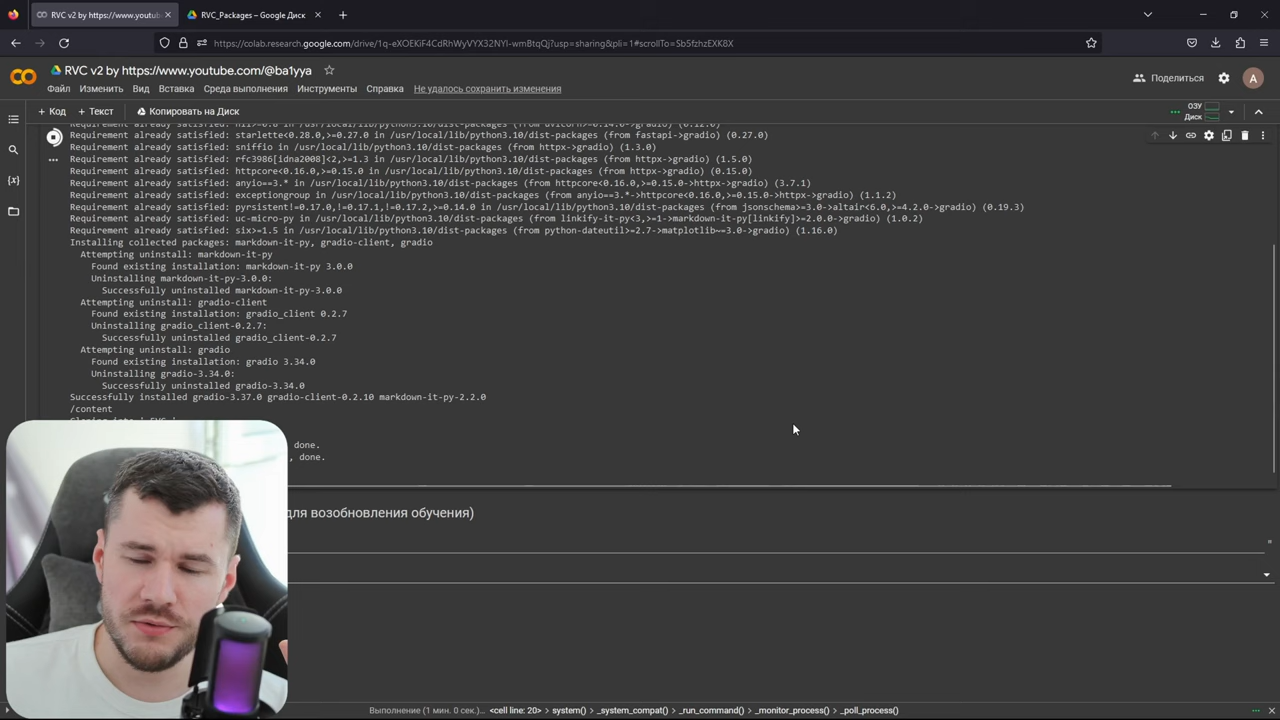 RVC v2 by https://www.youtub
RVC_Packages – Google Диск
https://colab.research.google.com/drive/1q-eXOEKiF4CdRhWyVYX32NYI-wmBtqQj?usp=sharing&pli=1#scrollTo=Sb5fzhzEXK8X
RVC v2 by https://www.youtube.com/@ba1yya
Файл Изменить Вид Вставка Среда выполнения Инструменты Справка Не удалось сохранить изменения
Поделиться
A
+ Код + Текст Копировать на Диск
ОЗУ
Диск
Requirement already satisfied: starlette<0.28.0,>=0.27.0 in /usr/local/lib/python3.10/dist-packages (from fastapi->gradio) (0.27.0)
Requirement already satisfied: sniffio in /usr/local/lib/python3.10/dist-packages (from httpx->gradio) (1.3.0)
Requirement already satisfied: rfc3986[idna2008]<2,>=1.3 in /usr/local/lib/python3.10/dist-packages (from httpx->gradio) (1.5.0)
Requirement already satisfied: httpcore<0.16.0,>=0.15.0 in /usr/local/lib/python3.10/dist-packages (from httpx->gradio) (0.15.0)
Requirement already satisfied: anyio==3.* in /usr/local/lib/python3.10/dist-packages (from httpcore<0.16.0,>=0.15.0->httpx->gradio) (3.7.1)
Requirement already satisfied: exceptiongroup in /usr/local/lib/python3.10/dist-packages (from anyio==3.*->httpcore<0.16.0,>=0.15.0->httpx->gradio) (1.1.2)
Requirement already satisfied: pyrsistent!=0.17.0,!=0.17.1,!=0.17.2,>=0.14.0 in /usr/local/lib/python3.10/dist-packages (from jsonschema>=3.0->altair<6.0,>=4.2.0->gradio) (0.19.3)
Requirement already satisfied: uc-micro-py in /usr/local/lib/python3.10/dist-packages (from linkify-it-py<3,>=1->markdown-it-py[linkify]>=2.0.0->gradio) (1.0.2)
Requirement already satisfied: six>=1.5 in /usr/local/lib/python3.10/dist-packages (from python-dateutil>=2.7->matplotlib~=3.0->gradio) (1.16.0)
Installing collected packages: markdown-it-py, gradio-client, gradio
Attempting uninstall: markdown-it-py
Found existing installation: markdown-it-py 3.0.0
Uninstalling markdown-it-py-3.0.0:
Successfully uninstalled markdown-it-py-3.0.0
Attempting uninstall: gradio-client
Found existing installation: gradio_client 0.2.7
Uninstalling gradio_client-0.2.7:
Successfully uninstalled gradio_client-0.2.7
Attempting uninstall: gradio
Found existing installation: gradio 3.34.0
Uninstalling gradio-3.34.0:
Successfully uninstalled gradio-3.34.0
Successfully installed gradio-3.37.0 gradio-client-0.2.10 markdown-it-py-2.2.0
/content
done.
, done.
для возобновления обучения)
"
Выполнение (1 мин. 0 сек.) <cell line: 20> > system() > _system_compat() > _run_command() > _monitor_process() > _poll_process()